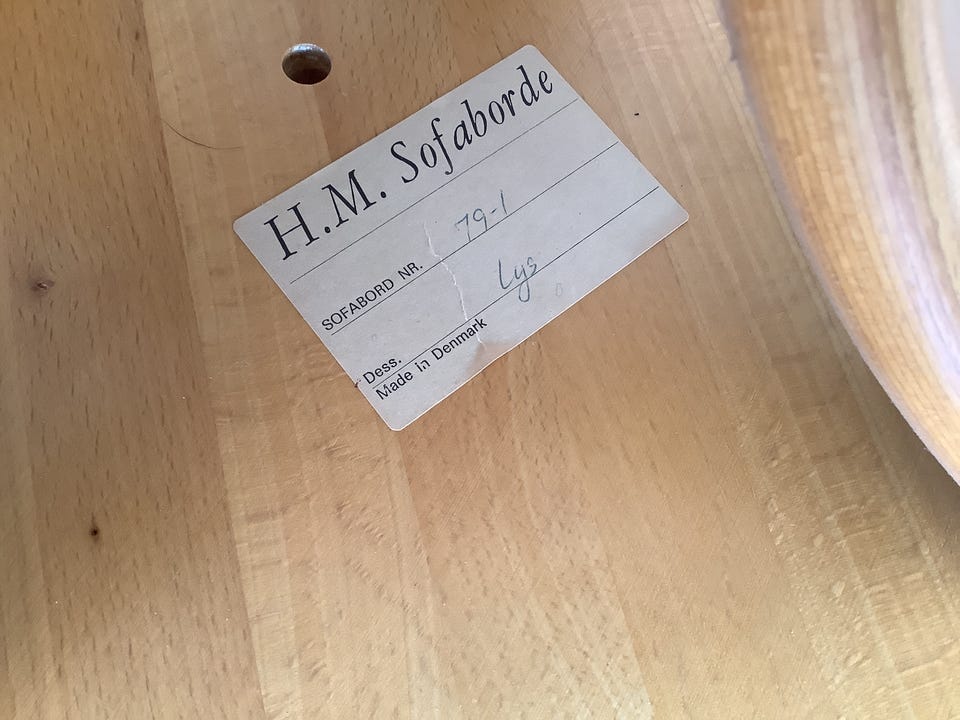 H.M. Sofaborde
SOFABORD NR. 79-1
Dess. Lys
Made in Denmark